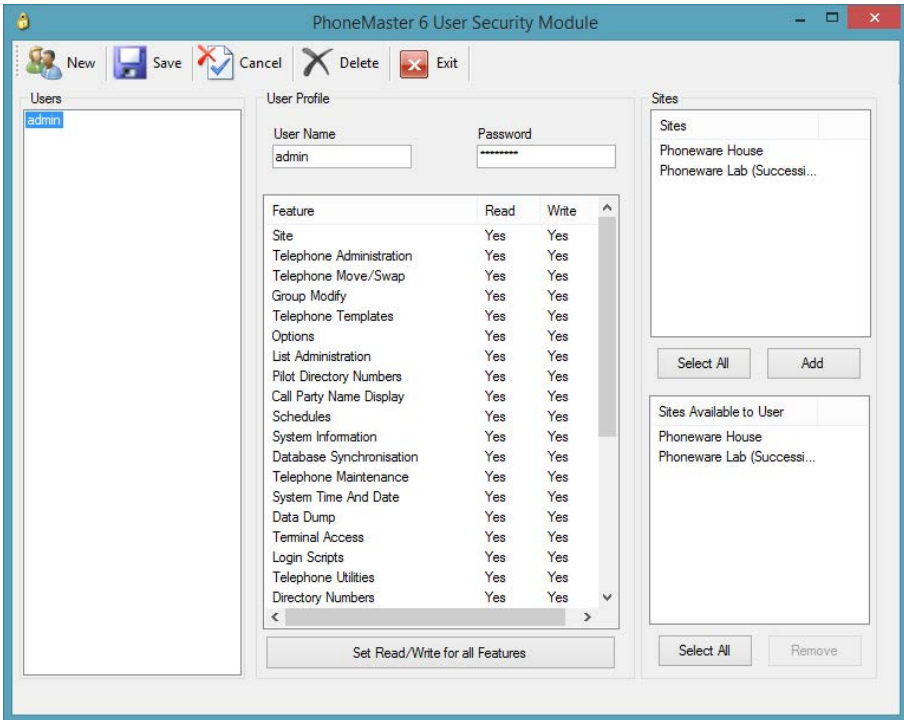 PhoneMaster 6 User Security Module
New Save Cancel Delete Exit
Users
admin
User Profile
User Name Password
admin ********
Feature Read Write
Site Yes Yes
Telephone Administration Yes Yes
Telephone Move/Swap Yes Yes
Group Modify Yes Yes
Telephone Templates Yes Yes
Options Yes Yes
List Administration Yes Yes
Pilot Directory Numbers Yes Yes
Call Party Name Display Yes Yes
Schedules Yes Yes
System Information Yes Yes
Database Synchronisation Yes Yes
Telephone Maintenance Yes Yes
System Time And Date Yes Yes
Data Dump Yes Yes
Terminal Access Yes Yes
Login Scripts Yes Yes
Telephone Utilities Yes Yes
Directory Numbers Yes Yes
Set Read/Write for all Features
Sites
Sites
Phoneware House
Phoneware Lab (Successi...
Select All Add
Sites Available to User
Phoneware House
Phoneware Lab (Successi...
Select All Remove